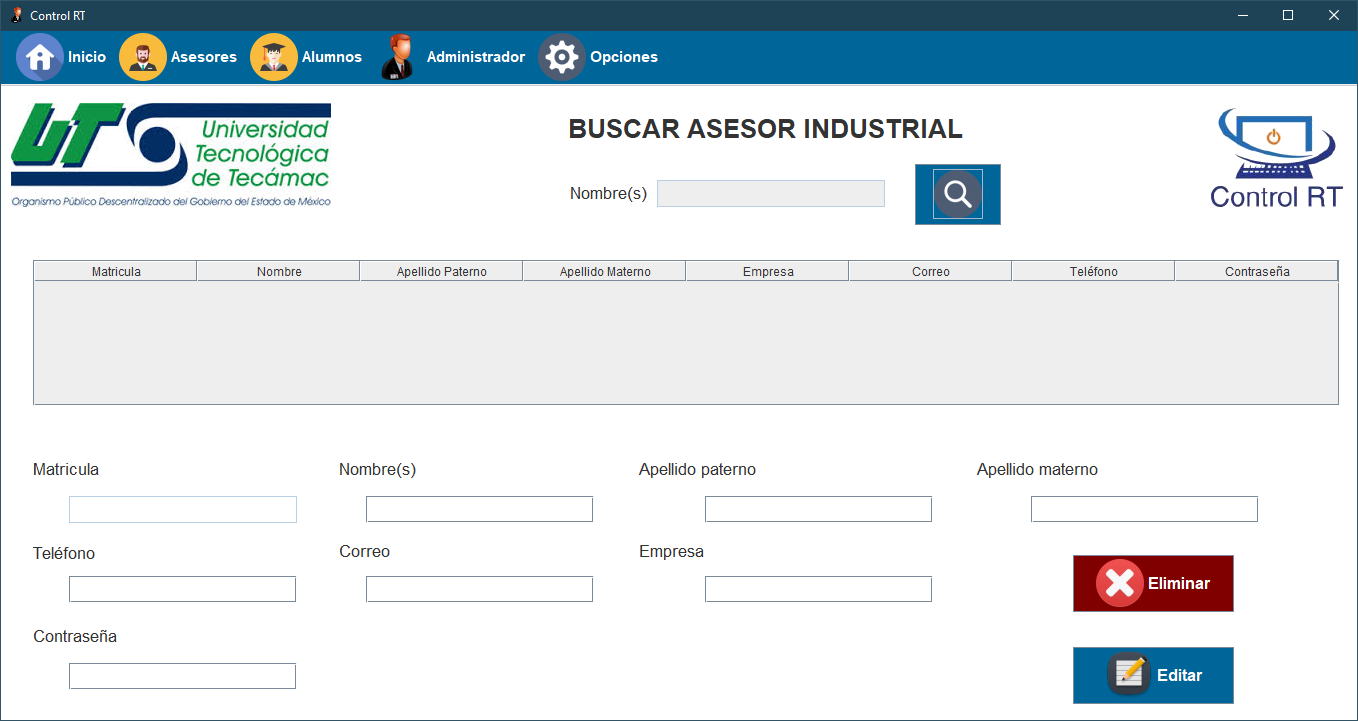 Control RT
Inicio Asesores Alumnos Administrador Opciones
UT
Universidad
Tecnológica
de Tecámac
Organismo Público Descentralizado del Gobierno del Estado de México
BUSCAR ASESOR INDUSTRIAL
Nombre(s)
Control RT
Matricula Nombre Apellido Paterno Apellido Materno Empresa Correo Teléfono Contraseña
Matricula Nombre(s) Apellido paterno Apellido materno
Teléfono Correo Empresa
Eliminar
Contraseña
Editar